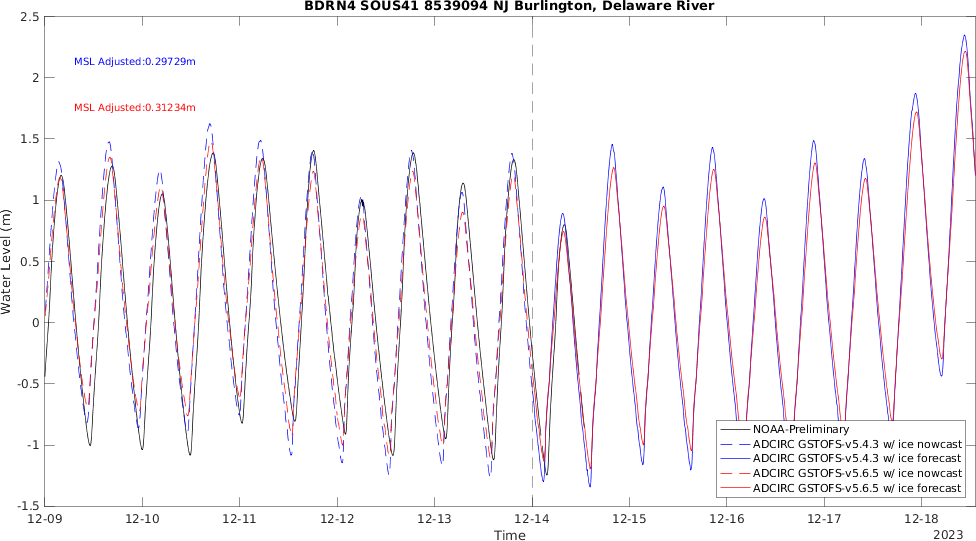 BDRN4 SOUS41 8539094 NJ Burlington, Delaware River
MSL Adjusted:0.29729m
MSL Adjusted:0.31234m
Water Level (m)
2.5
2
1.5
1
0.5
0
-0.5
-1
-1.5
NOAA-Preliminary
ADCIRC GSTOFS-v5.4.3 w/ ice nowcast
ADCIRC GSTOFS-v5.4.3 w/ ice forecast
ADCIRC GSTOFS-v5.6.5 w/ ice nowcast
ADCIRC GSTOFS-v5.6.5 w/ ice forecast
12-09 12-10 12-11 12-12 12-13 12-14 12-15 12-16 12-17 12-18
Time
2023